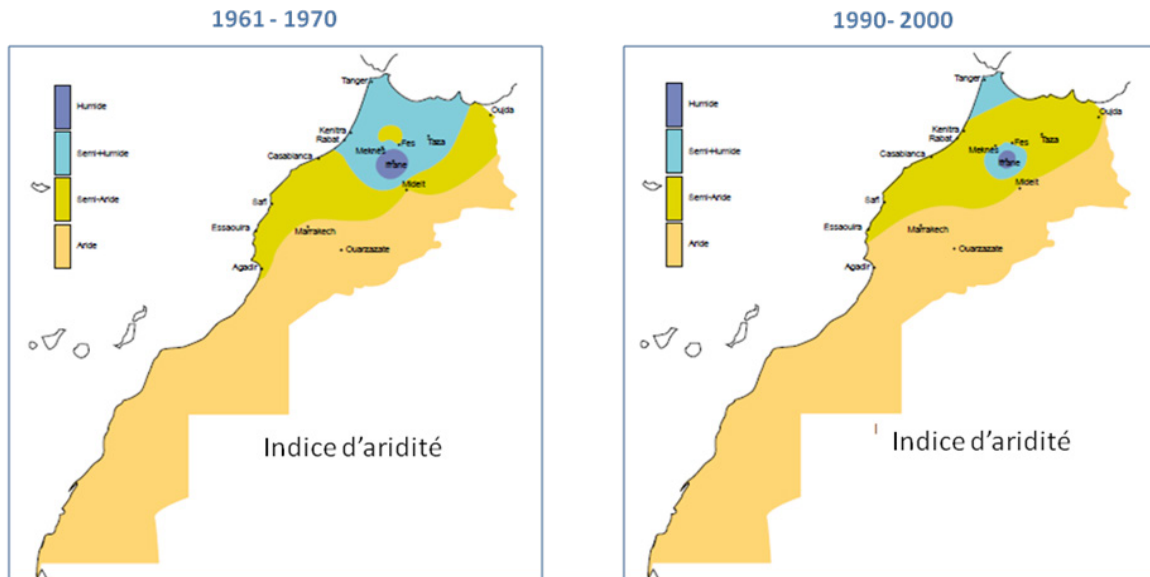 1961 - 1970
Humide
Semi-Humide
Semi-Aride
Aride
Tanger
Oujda
Kenitra
Rabat
Fes
Taza
Meknes
Casablanca
Ifrane
Midelt
Safi
Essaouira
Marrakech
Ouarzazate
Agadir
Indice d'aridité
1990- 2000
Humide
Semi-Humide
Semi-Aride
Aride
Tanger
Oujda
Kenitra
Rabat
Fes
Taza
Meknes
Casablanca
Ifrane
Midelt
Safi
Essaouira
Marrakech
Ouarzazate
Agadir
Indice d'aridité